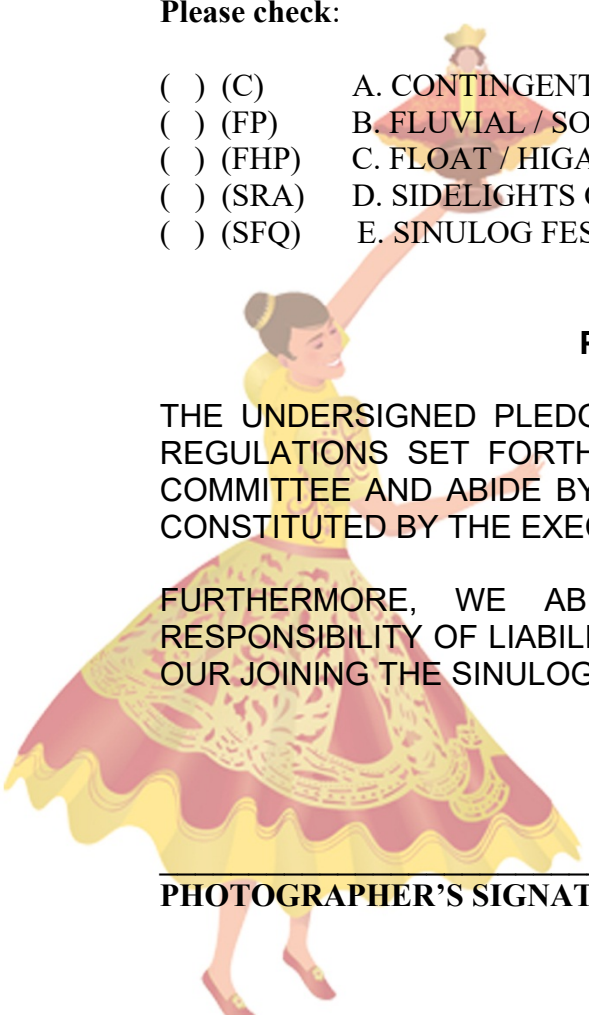 Please check:
( ) (C) A. CONTINGENT
( ) (FP) B. FLUVIAL / SO
( ) (FHP) C. FLOAT / HIGA
( ) (SRA) D. SIDELIGHTS
( ) (SFQ) E. SINULOG FES
THE UNDERSIGNED PLEDG
REGULATIONS SET FORTH
COMMITTEE AND ABIDE BY
CONSTITUTED BY THE EXEC
FURTHERMORE, WE AB
RESPONSIBILITY OF LIABILI
OUR JOINING THE SINULOG
PHOTOGRAPHER’S SIGNAT